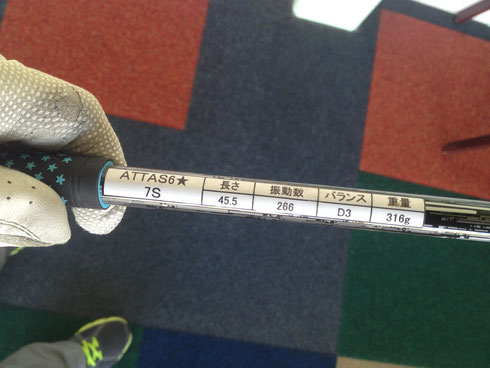 ATTAS6★ 長さ 振動数 バランス 重量
7S 45.5 266 D3 316g